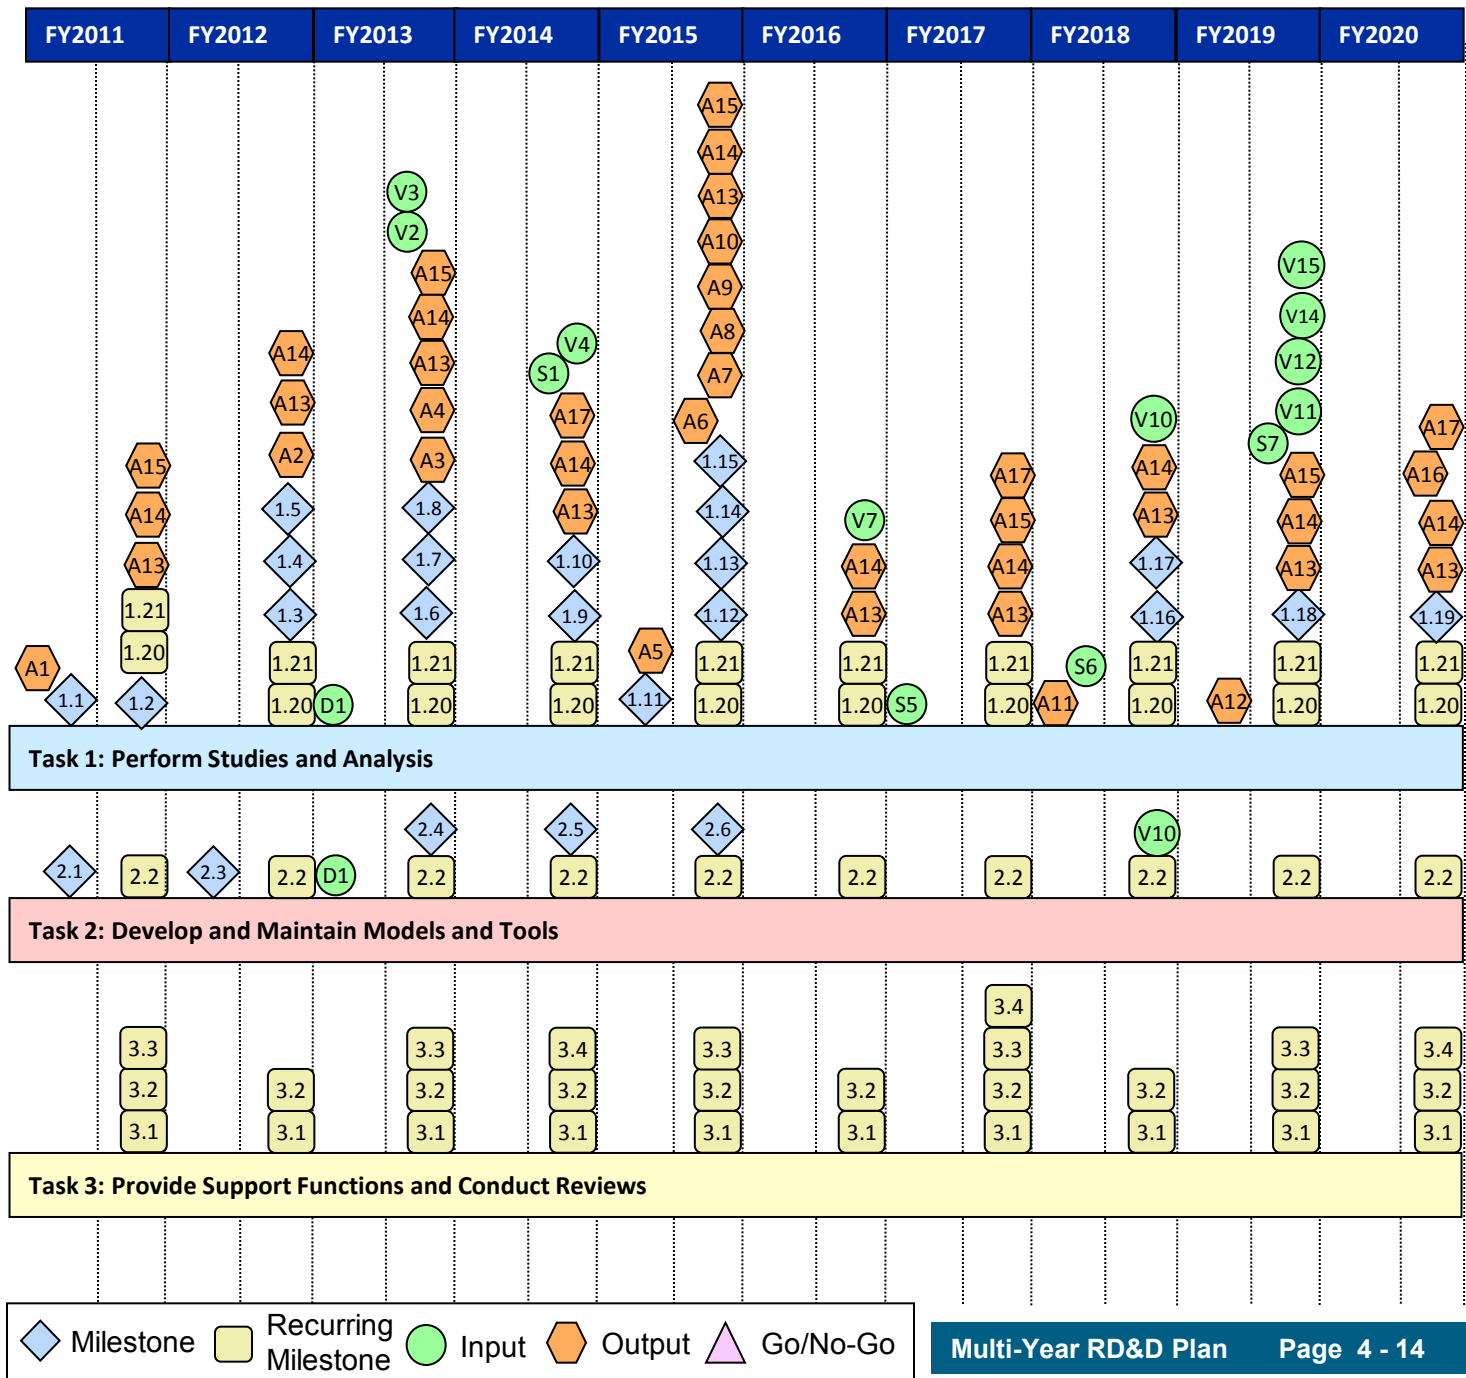 FY2011 FY2012 FY2013 FY2014 FY2015 FY2016 FY2017 FY2018 FY2019 FY2020
A15
A14
V3 A13
V2 A10
A15 A9 V15
A14 A8 V14
A14 A13 V4 S1 A7 V12
A13 A4 A17 A6 V10 V11 S7 A17
A15 A2 A3 A14 1.15 A17 A14 A15 A16
A14 1.5 1.8 A13 1.14 V7 A15 A13 A14 A14
A13 1.4 1.7 1.10 1.13 A14 A14 1.17 A13 A13
1.21 1.3 1.6 1.9 1.12 A13 A13 1.16 1.18 1.19
A1 1.20 1.21 1.21 1.21 A5 1.21 1.21 1.21 S6 1.21 1.21 1.21
1.1 1.2 1.20 D1 1.20 1.20 1.11 1.20 1.20 S5 1.20 A11 1.20 A12 1.20 1.20
Task 1: Perform Studies and Analysis
2.4 2.5 2.6 V10
2.1 2.2 2.3 2.2 D1 2.2 2.2 2.2 2.2 2.2 2.2 2.2 2.2
Task 2: Develop and Maintain Models and Tools
3.4
3.3 3.3 3.4 3.3 3.3 3.3 3.4
3.2 3.2 3.2 3.2 3.2 3.2 3.2 3.2 3.2 3.2
3.1 3.1 3.1 3.1 3.1 3.1 3.1 3.1 3.1 3.1
Task 3: Provide Support Functions and Conduct Reviews
Milestone
Recurring
Milestone
Input
Output
Go/No-Go
Multi-Year RD&D Plan Page 4 - 14